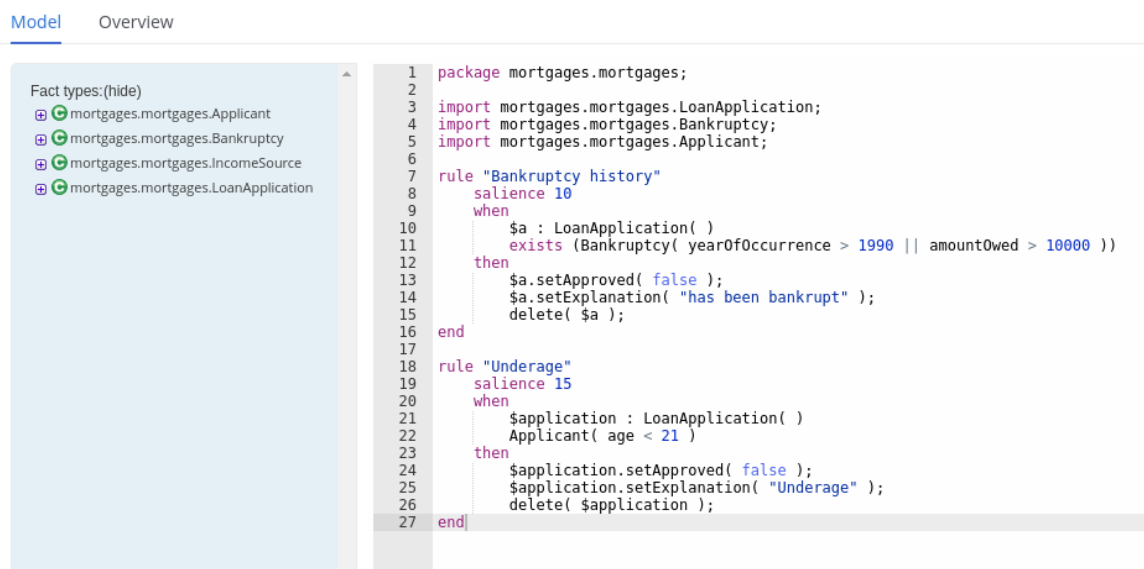 Model Overview
Fact types:(hide)
mortgages.mortgages.Applicant
mortgages.mortgages.Bankruptcy
mortgages.mortgages.IncomeSource
mortgages.mortgages.LoanApplication
1 package mortgages.mortgages;
2
3 import mortgages.mortgages.LoanApplication;
4 import mortgages.mortgages.Bankruptcy;
5 import mortgages.mortgages.Applicant;
6
7 rule "Bankruptcy history"
8     salience 10
9     when
10         $a : LoanApplication( )
11         exists (Bankruptcy( yearOfOccurrence > 1990 || amountOwed > 10000 ))
12     then
13         $a.setApproved( false );
14         $a.setExplanation( "has been bankrupt" );
15         delete( $a );
16 end
17
18 rule "Underage"
19     salience 15
20     when
21         $application : LoanApplication( )
22         Applicant( age < 21 )
23     then
24         $application.setApproved( false );
25         $application.setExplanation( "Underage" );
26         delete( $application );
27 end